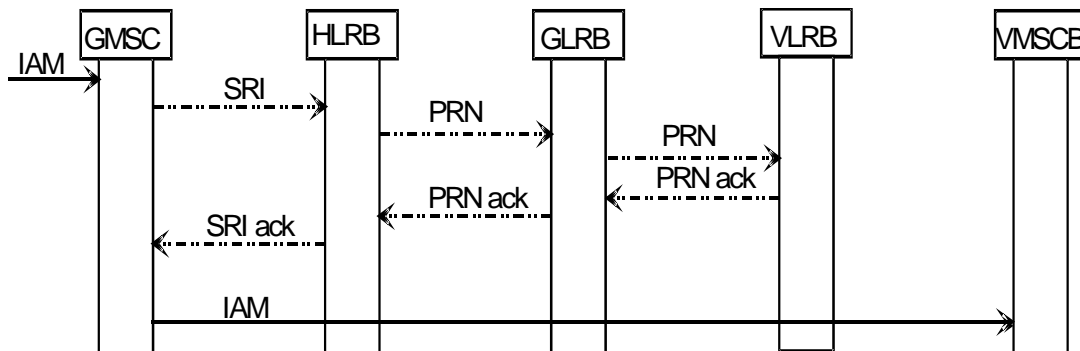 GMSC HLRB GLRB VLRB VMSCB
IAM
SRI
PRN
PRN
PRN ack
PRN ack
SRI ack
IAM